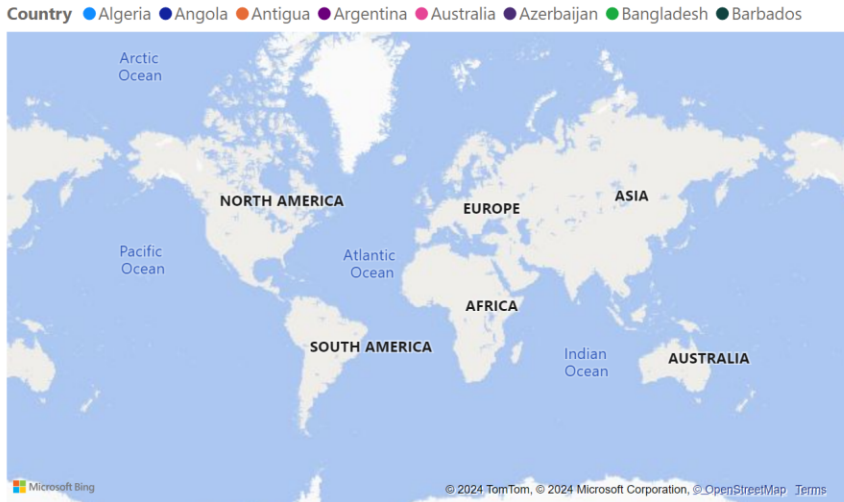 Country Algeria Angola Antigua Argentina Australia Azerbaijan Bangladesh Barbados
Arctic
Ocean
NORTH AMERICA
EUROPE
ASIA
Pacific
Ocean
Atlantic
Ocean
AFRICA
SOUTH AMERICA
Indian
Ocean
AUSTRALIA
Microsoft Bing
© 2024 TomTom, © 2024 Microsoft Corporation, © OpenStreetMap Terms